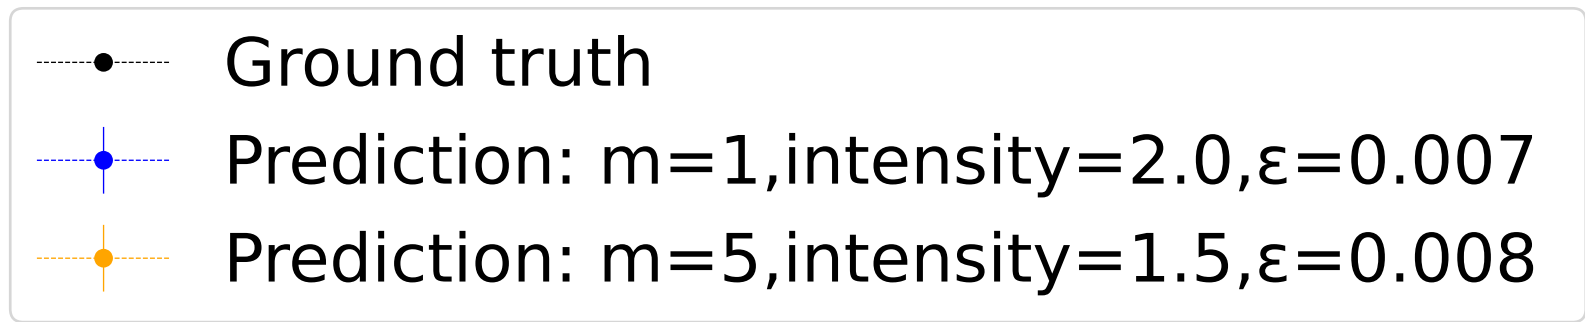 Ground truth
Prediction: m=1,intensity=2.0,ε=0.007
Prediction: m=5,intensity=1.5,ε=0.008